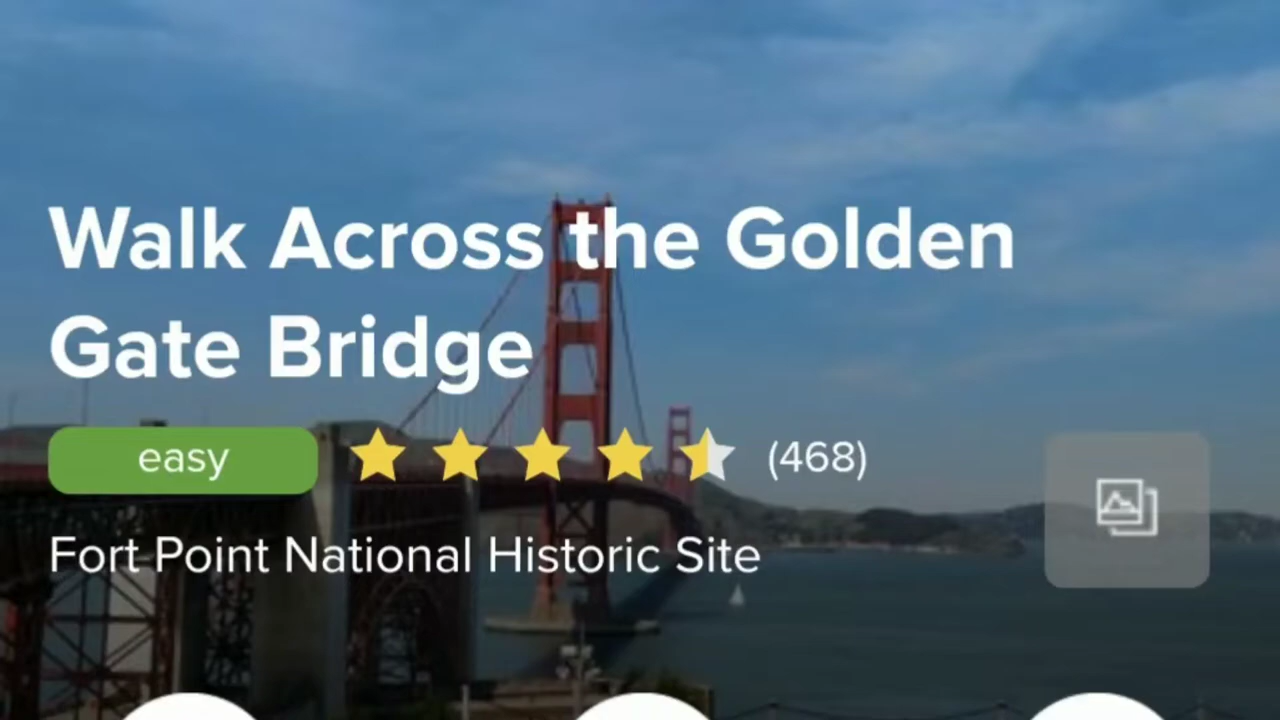 Walk Across the Golden
Gate Bridge
easy
(468)
Fort Point National Historic Site